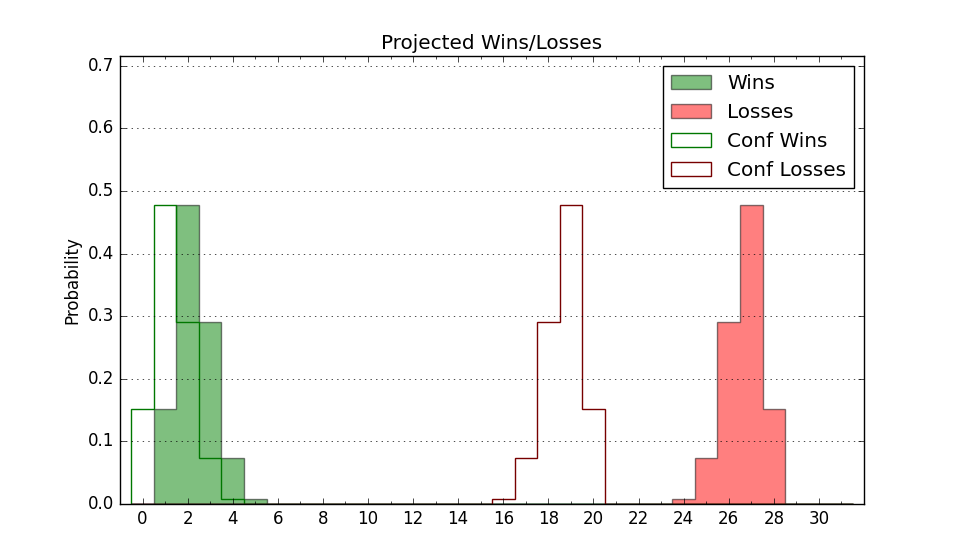 Projected Wins/Losses
0.7
0.6
0.5
0.4
0.3
0.2
0.1
0.0
Probability
Wins
Losses
Conf Wins
Conf Losses
0 2 4 6 8 10 12 14 16 18 20 22 24 26 28 30